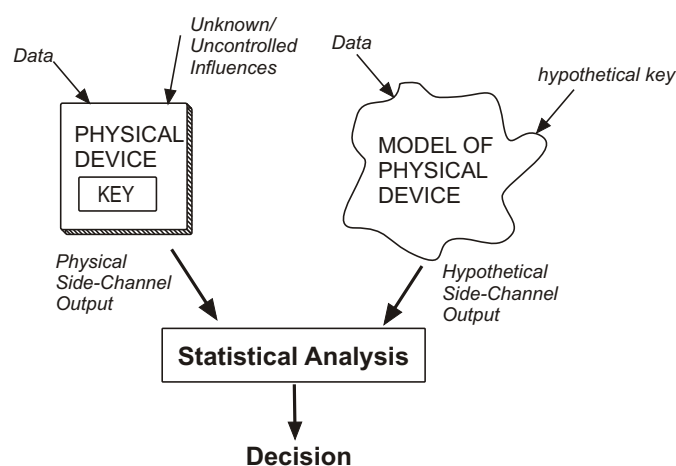 Data
Unknown/
Uncontrolled
Influences
PHYSICAL
DEVICE
KEY
Physical
Side-Channel
Output
Data
hypothetical key
MODEL OF
PHYSICAL
DEVICE
Hypothetical
Side-Channel
Output
Statistical Analysis
Decision